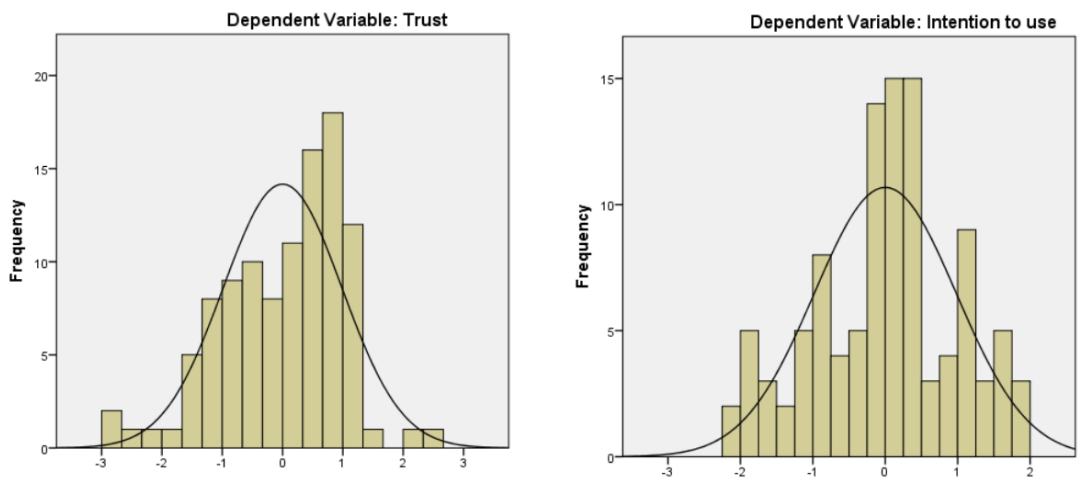 Dependent Variable: Trust
Frequency
20
15
10
5
0
-3 -2 -1 0 1 2 3
Dependent Variable: Intention to use
Frequency
15
10
5
0
-3 -2 -1 0 1 2